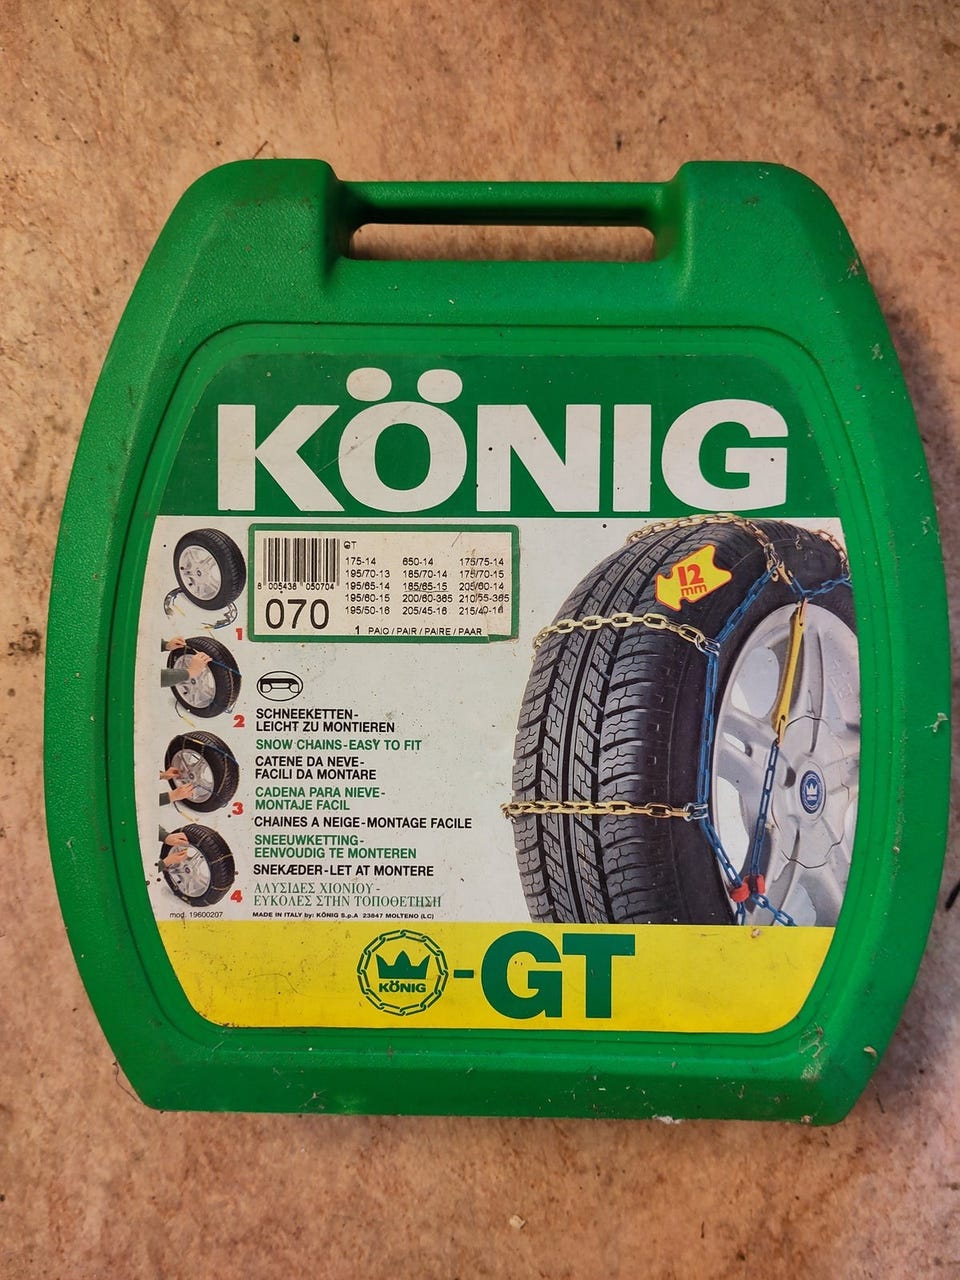 KÖNIG
8 005438 050704
070
GT
175-14 650-14 175/75-14
195/70-13 185/70-14 175/70-15
195/65-14 185/65-15 205/60-14
195/60-15 200/60-365 210/55-365
195/50-16 205/45-16 215/40-16
1 PAIO / PAIR / PAIRE / PAAR
12
mm
1
2
3
4
SCHNEEKETTEN-
LEICHT ZU MONTIEREN
SNOW CHAINS-EASY TO FIT
CATENE DA NEVE-
FACILI DA MONTARE
CADENA PARA NIEVE-
MONTAJE FACIL
CHAINES A NEIGE-MONTAGE FACILE
SNEEUWKETTING-
EENVOUDIG TE MONTEREN
SNEKÆDER-LET AT MONTERE
ΑΛΥΣΙΔΕΣ ΧΙΟΝΙΟΥ -
ΕΥΚΟΛΕΣ ΣΤΗΝ ΤΟΠΟΘΕΤΗΣΗ
mod. 19600207
MADE IN ITALY by: KÖNIG S.p.A 23847 MOLTENO (LC)
KÖNIG
-GT